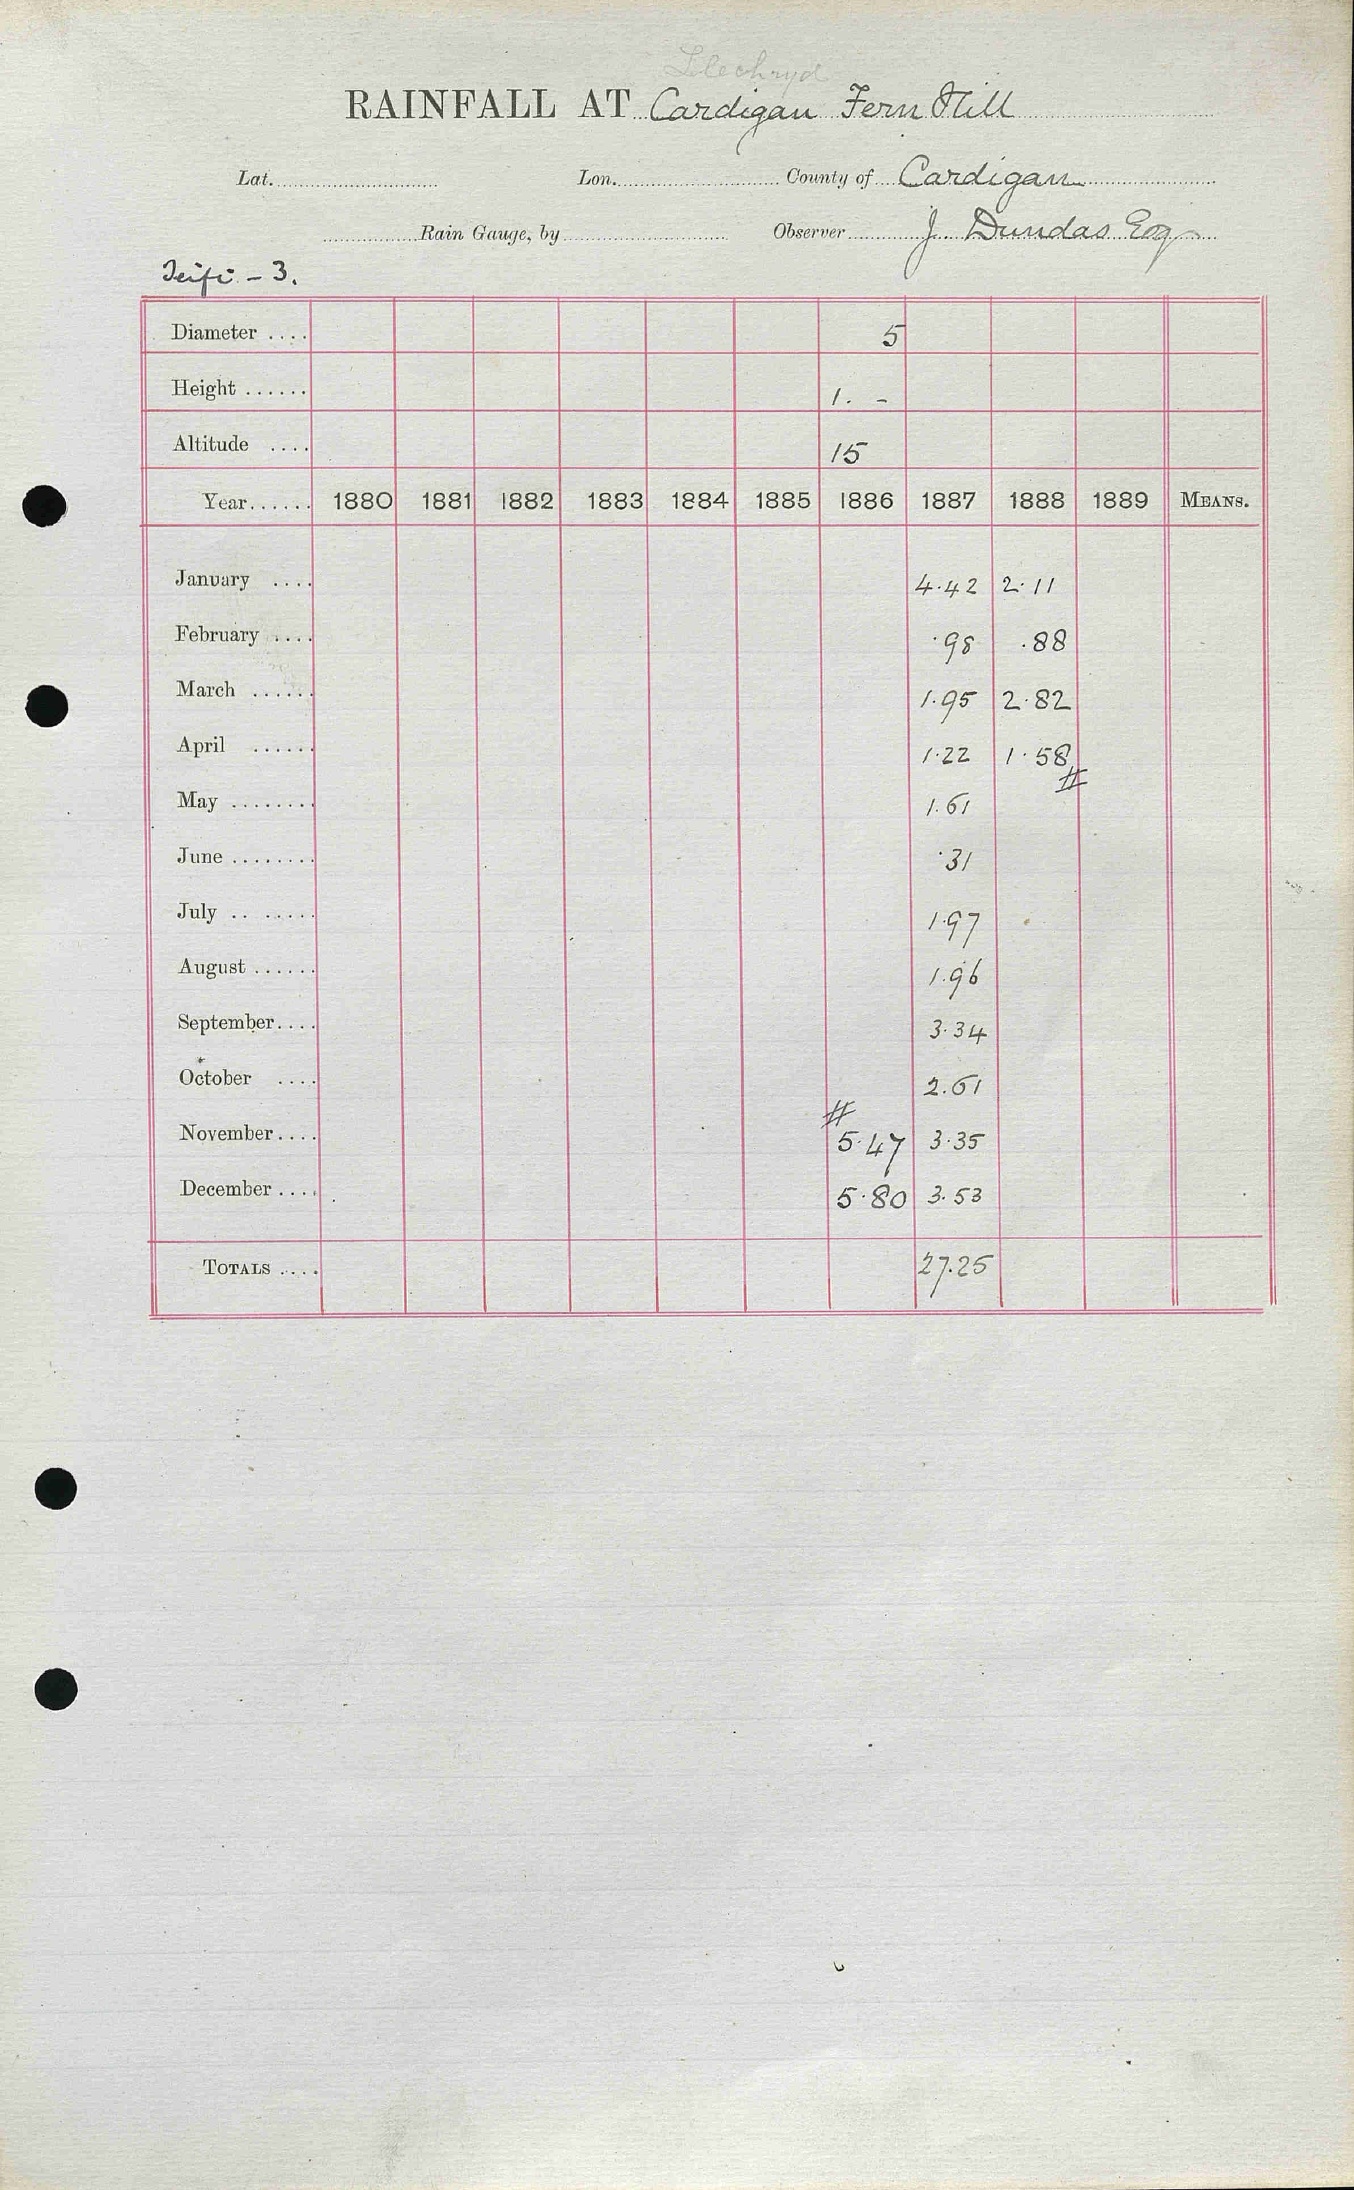 Llechryd
RAINFALL AT Cardigan Fern Hill
Lat. Lon. County of Cardigan
Rain Gauge, by Observer J Dundas Esq
Teifi - 3.
Diameter .... 5
Height ...... 1. -
Altitude .... 15
Year...... 1880 1881 1882 1883 1884 1885 1886 1887 1888 1889 MEANS.
January .... 4.42 2.11
February .... .98 .88
March ...... 1.95 2.82
April ...... 1.22 1.58
#
May ........ 1.61
June ........ .31
July .. ..... 1.97
August ...... 1.96
September.... 3.34
October .... 2.61
#
November.... 5.47 3.35
December .... 5.80 3.53
TOTALS .... 27.25